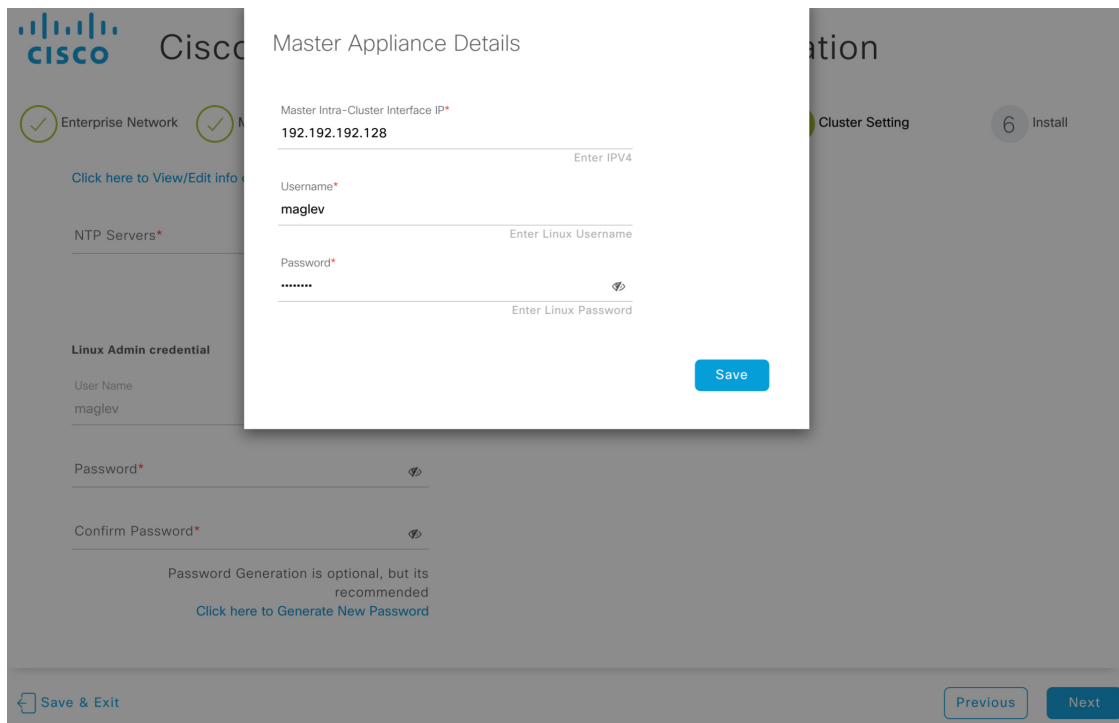 CISCO
Cisc
ation
Master Appliance Details
Master Intra-Cluster Interface IP*
192.192.192.128
Enter IPV4
Enterprise Network
Cluster Setting
6 Install
Click here to View/Edit info
Username*
maglev
Enter Linux Username
NTP Servers*
Password*
••••••••
Enter Linux Password
Linux Admin credential
Save
User Name
maglev
Password*
Confirm Password*
Password Generation is optional, but its
recommended
Click here to Generate New Password
Save & Exit
Previous
Next